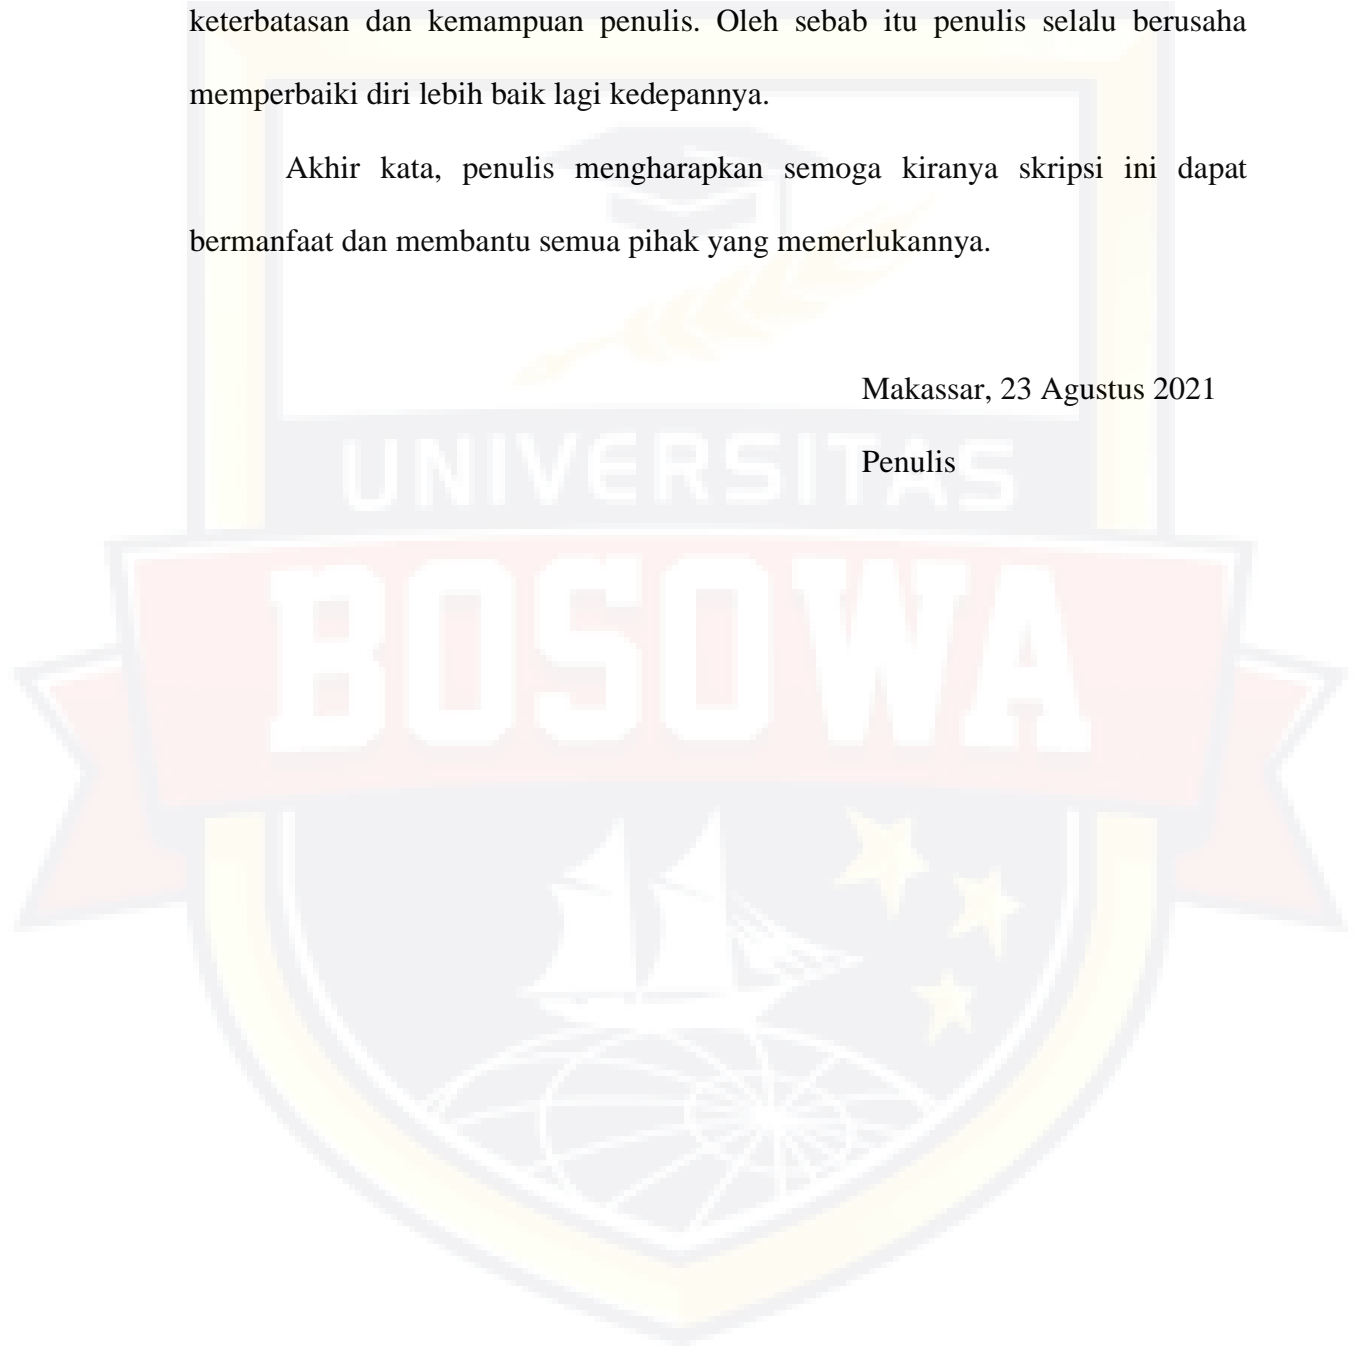 keterbatasan dan kemampuan penulis. Oleh sebab itu penulis selalu berusaha
memperbaiki diri lebih baik lagi kedepannya.
Akhir kata, penulis mengharapkan semoga kiranya skripsi ini dapat
bermanfaat dan membantu semua pihak yang memerlukannya.
Makassar, 23 Agustus 2021
Penulis
UNIVERSITAS
BOSOWA